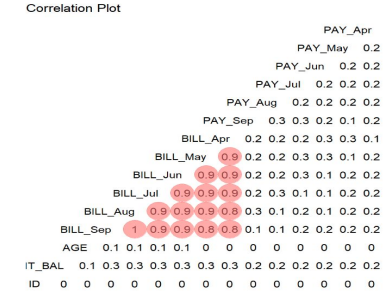 Correlation Plot
PAY_Apr
PAY_May 0.2
PAY_Jun 0.2 0.2
PAY_Jul 0.2 0.2 0.2
PAY_Aug 0.2 0.2 0.2 0.2
PAY_Sep 0.3 0.3 0.2 0.1 0.2
BILL_Apr 0.2 0.2 0.2 0.3 0.3 0.1
BILL_May 0.9 0.2 0.2 0.3 0.3 0.1 0.2
BILL_Jun 0.9 0.9 0.2 0.2 0.3 0.1 0.2 0.2
BILL_Jul 0.9 0.9 0.9 0.2 0.3 0.1 0.1 0.2 0.2
BILL_Aug 0.9 0.9 0.9 0.8 0.3 0.1 0.2 0.1 0.2 0.2
BILL_Sep 1 0.9 0.9 0.8 0.8 0.1 0.1 0.2 0.2 0.2 0.2
AGE 0.1 0.1 0.1 0.1 0 0 0 0 0 0 0 0
IT_BAL 0.1 0.3 0.3 0.3 0.3 0.3 0.3 0.2 0.2 0.2 0.2 0.2 0.2
ID 0 0 0 0 0 0 0 0 0 0 0 0 0 0